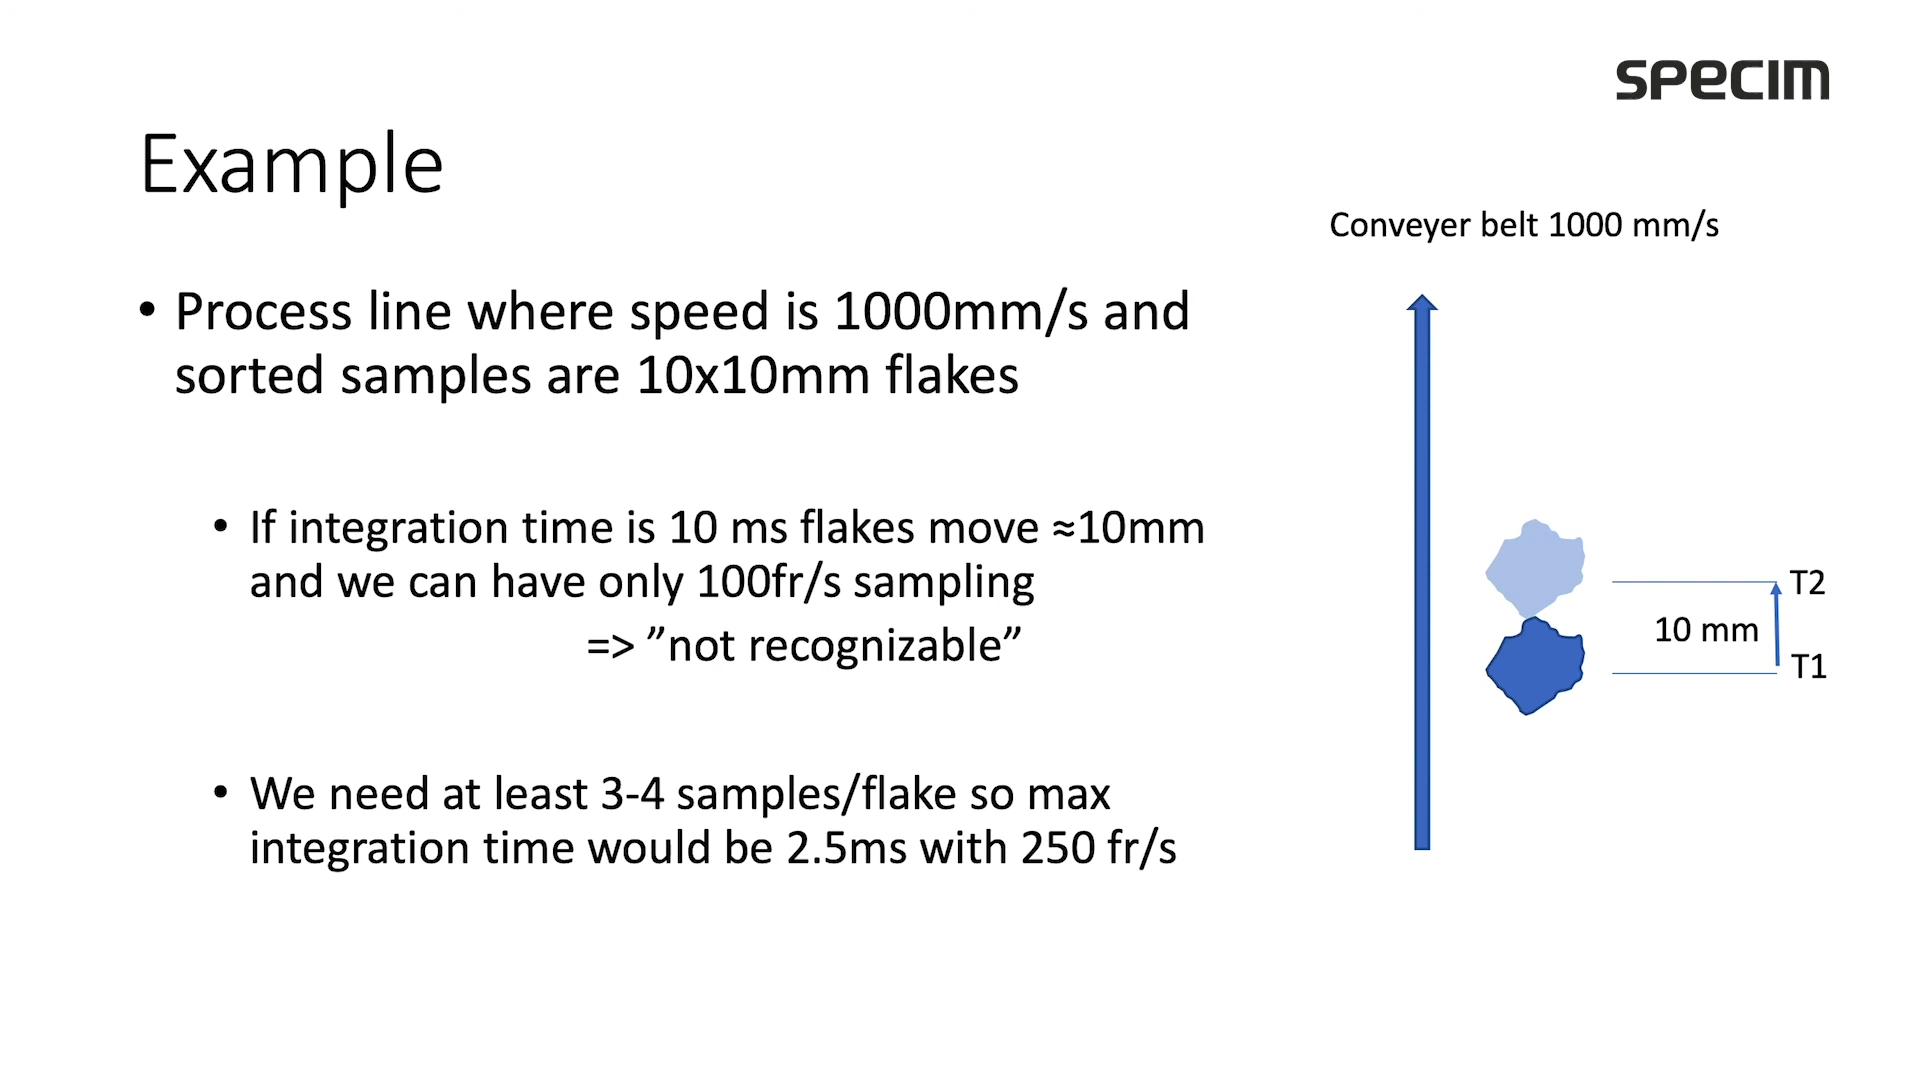 SPECIM
Example
Conveyer belt 1000 mm/s
• Process line where speed is 1000mm/s and
sorted samples are 10x10mm flakes
• If integration time is 10 ms flakes move ≈10mm
and we can have only 100fr/s sampling
=> ”not recognizable”
• We need at least 3-4 samples/flake so max
integration time would be 2.5ms with 250 fr/s
T2
10 mm
T1